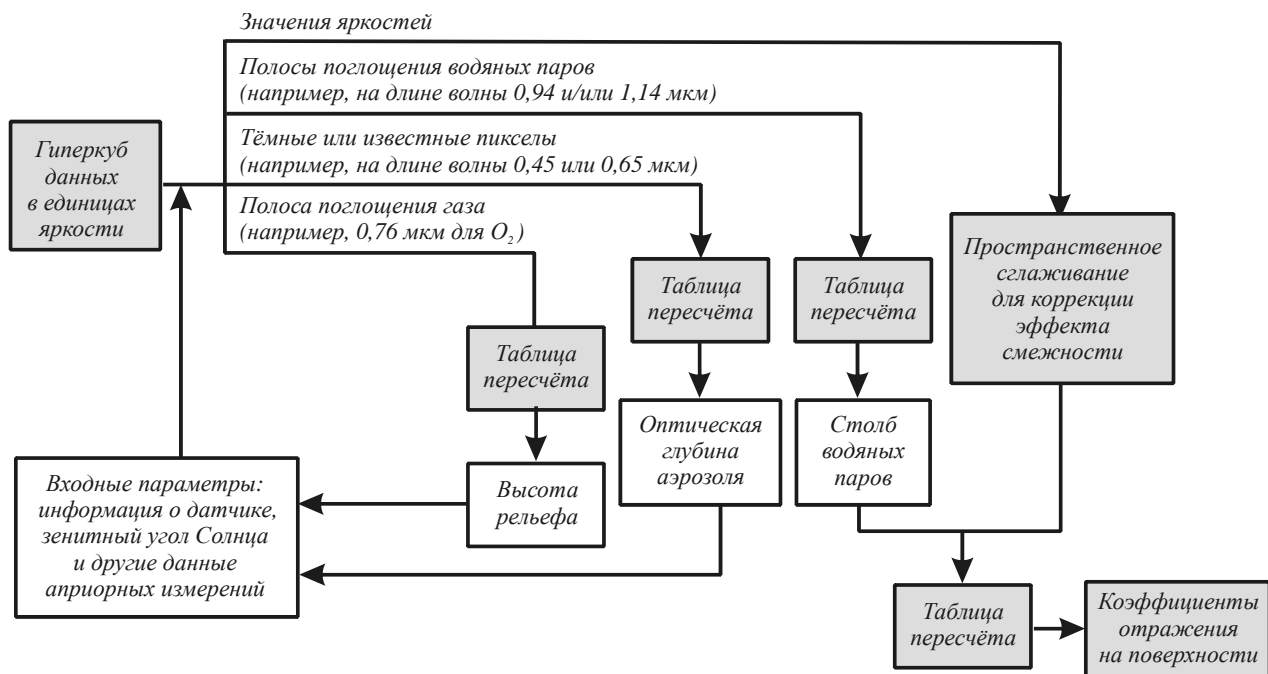 Значения яркостей
Полосы поглощения водяных паров
(например, на длине волны 0,94 и/или 1,14 мкм)
Тёмные или известные пикселы
(например, на длине волны 0,45 или 0,65 мкм)
Полоса поглощения газа
(например, 0,76 мкм для O₂)
Гиперкуб
данных
в единицах
яркости
Таблица
пересчёта
Таблица
пересчёта
Таблица
пересчёта
Пространственное
сглаживание
для коррекции
эффекта
смежности
Высота
рельефа
Оптическая
глубина
аэрозоля
Столб
водяных
паров
Входные параметры:
информация о датчике,
зенитный угол Солнца
и другие данные
априорных измерений
Таблица
пересчёта
Коэффициенты
отражения
на поверхности